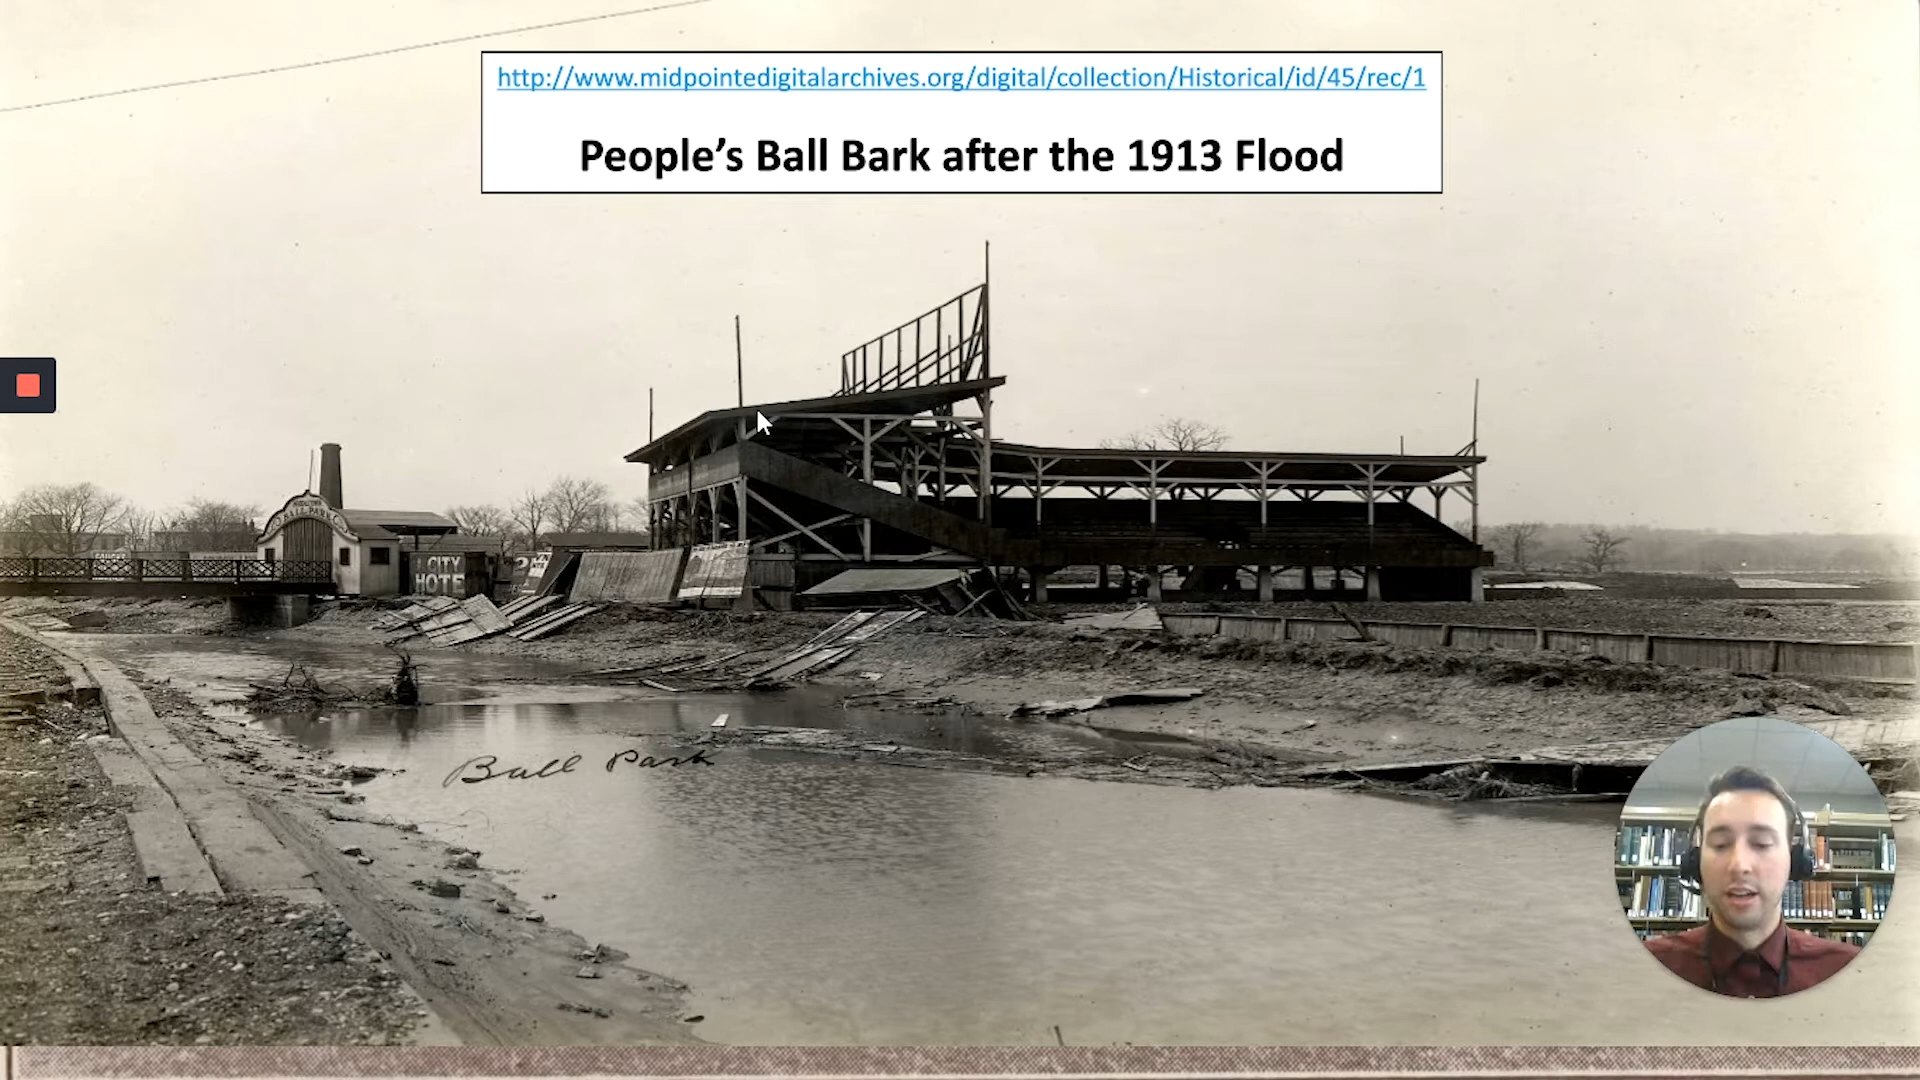 http://www.midpointedigitalarchives.org/digital/collection/Historical/id/45/rec/1
People’s Ball Bark after the 1913 Flood
BALL-PARK
CITY
HOTE
Ball Park